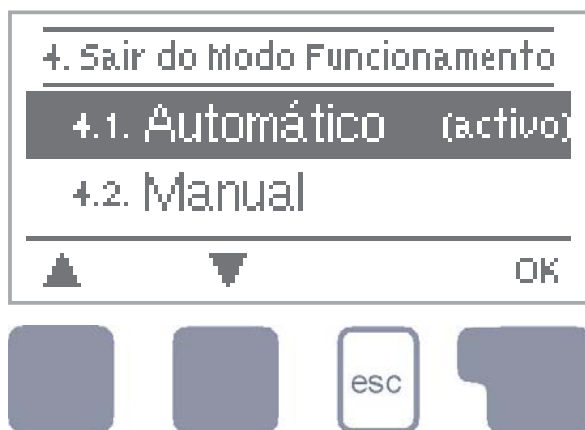 4. Sair do Modo Funcionamento
4.1. Automático (activo)
4.2. Manual
OK
esc